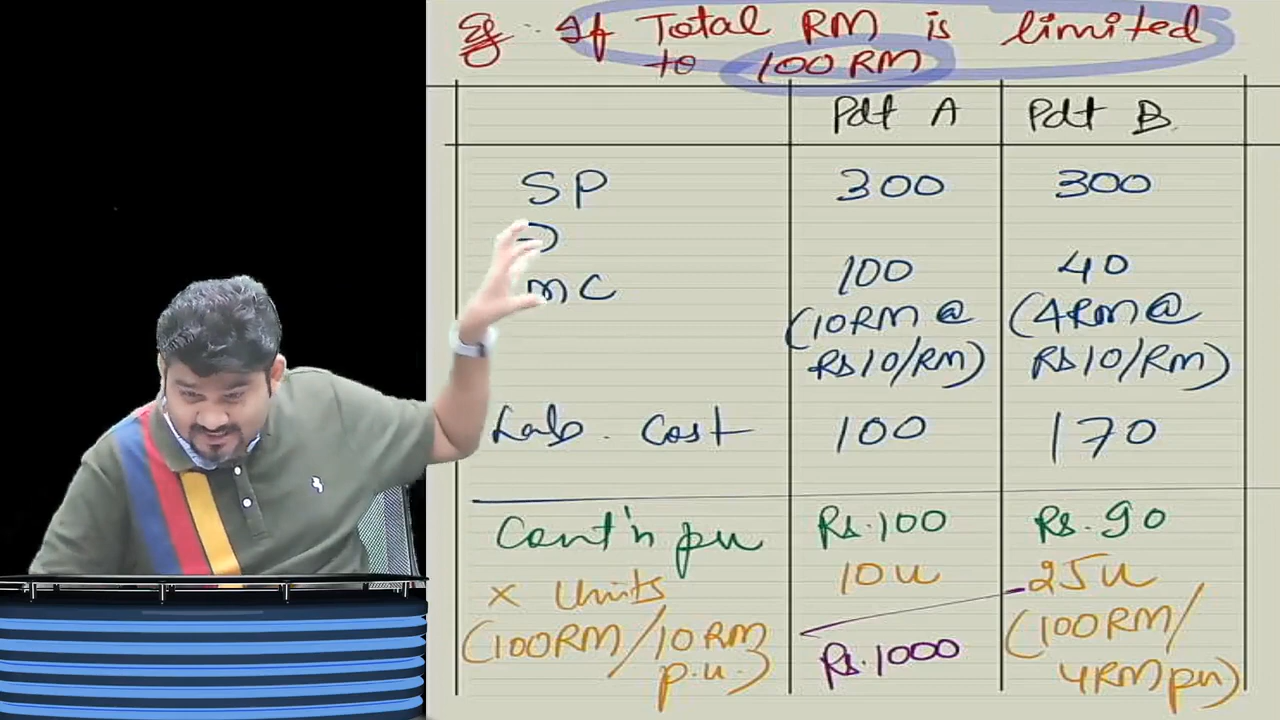 Eg. If Total RM is limited
to 100 RM
Pdt A Pdt B
SP 300 300
MC 100 40
(10RM @ (4RM @
Rs10/RM) Rs10/RM)
Lab. Cost 100 170
Cont'n pu Rs.100 Rs.90
x Units 10u 25u
(100RM/10RM (100RM/
p.u.) Rs.1000 4RM pu)